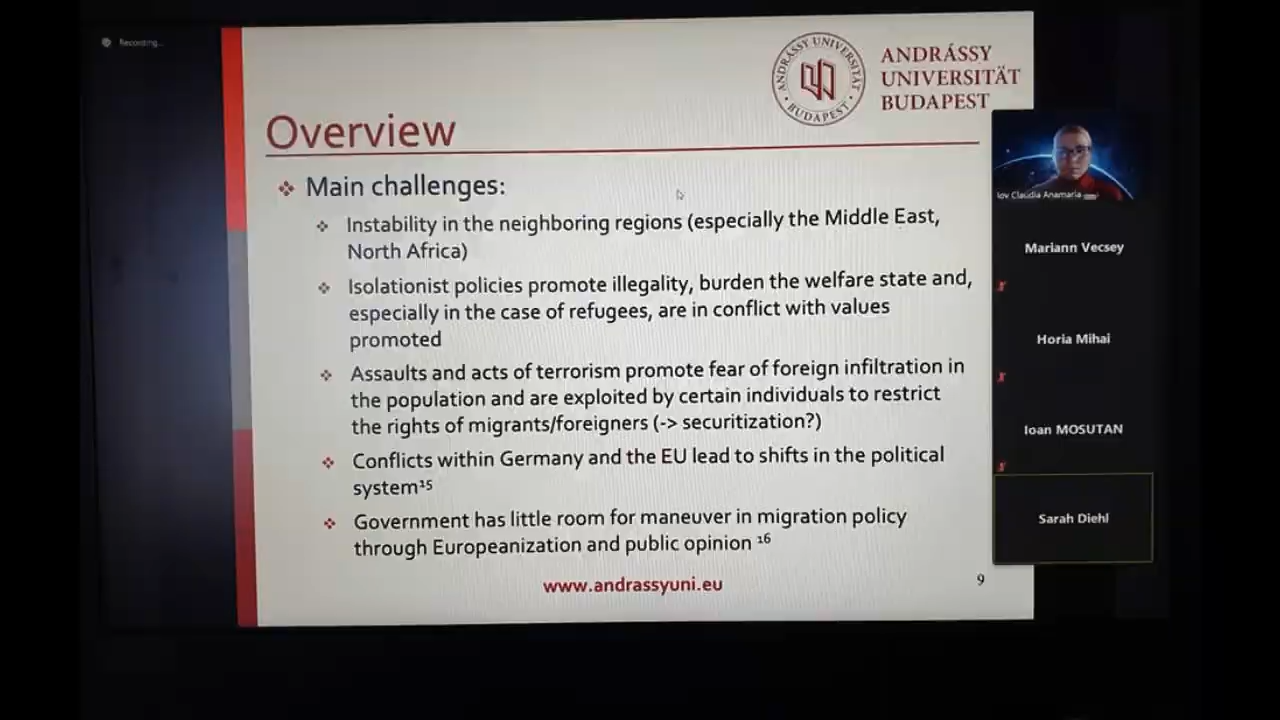 Recording...
ANDRÁSSY UNIVERSITÄT
BUDAPEST
ANDRÁSSY
UNIVERSITÄT
BUDAPEST
Overview
Main challenges:
Instability in the neighboring regions (especially the Middle East,
North Africa)
Isolationist policies promote illegality, burden the welfare state and,
especially in the case of refugees, are in conflict with values
promoted
Assaults and acts of terrorism promote fear of foreign infiltration in
the population and are exploited by certain individuals to restrict
the rights of migrants/foreigners (-> securitization?)
Conflicts within Germany and the EU lead to shifts in the political
system¹⁵
Government has little room for maneuver in migration policy
through Europeanization and public opinion ¹⁶
www.andrassyuni.eu
9
Iov Claudia Anamaria
Mariann Vecsey
Horia Mihai
Ioan MOSUTAN
Sarah Diehl